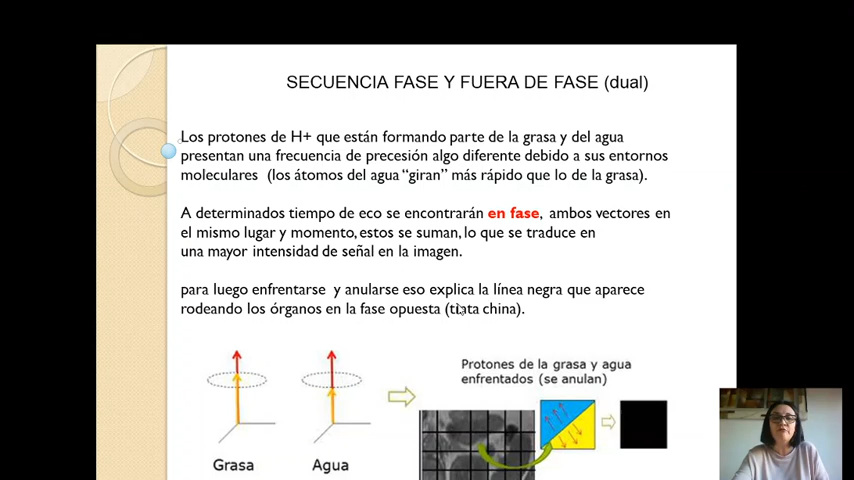 SECUENCIA FASE Y FUERA DE FASE (dual)
Los protones de H+ que están formando parte de la grasa y del agua
presentan una frecuencia de precesión algo diferente debido a sus entornos
moleculares (los átomos del agua “giran” más rápido que lo de la grasa).
A determinados tiempo de eco se encontrarán en fase, ambos vectores en
el mismo lugar y momento, estos se suman, lo que se traduce en
una mayor intensidad de señal en la imagen.
para luego enfrentarse y anularse eso explica la línea negra que aparece
rodeando los órganos en la fase opuesta (tinta china).
Protones de la grasa y agua
enfrentados (se anulan)
Grasa
Agua